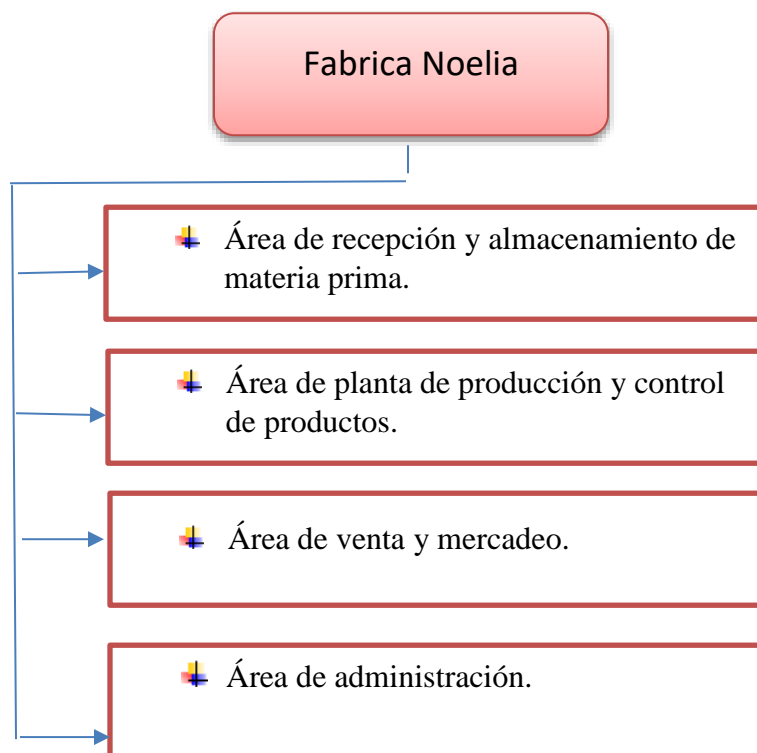 Fabrica Noelia
Área de recepción y almacenamiento de
materia prima.
Área de planta de producción y control
de productos.
Área de venta y mercadeo.
Área de administración.